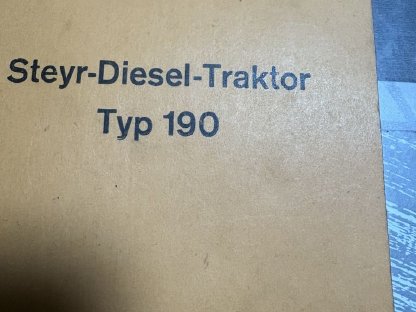 Steyr-Diesel-Traktor
Typ 190